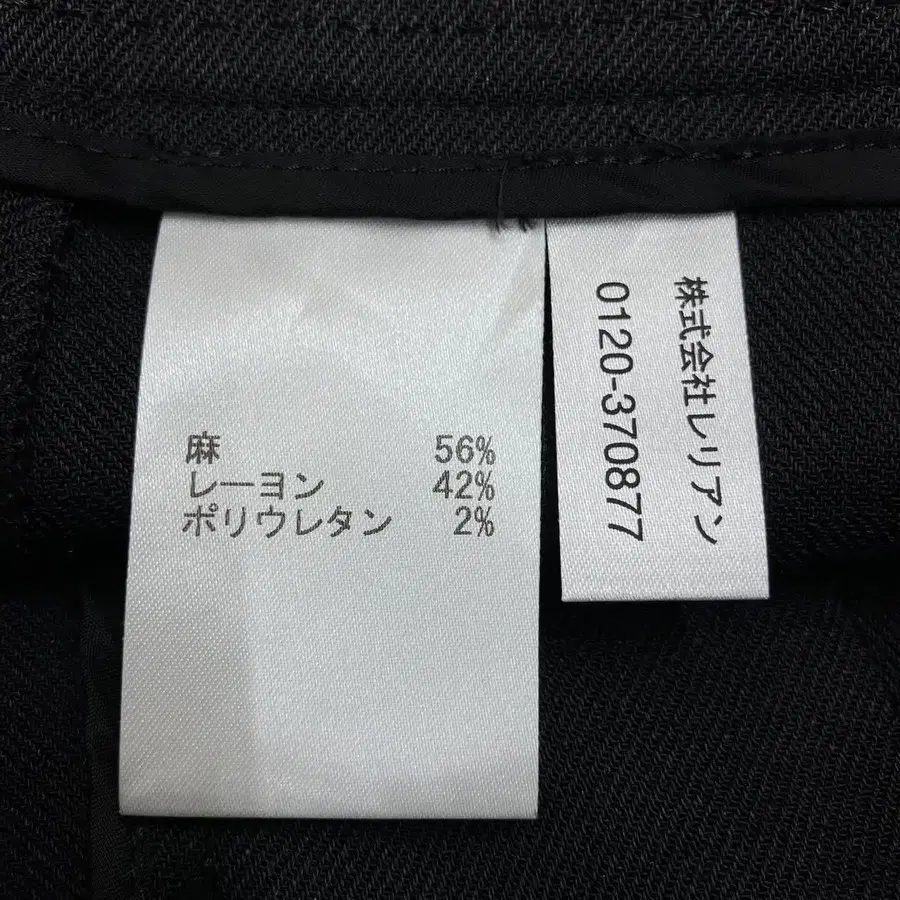 麻 56%
レーヨン 42%
ポリウレタン 2%
株式会社レリアン
0120-370877